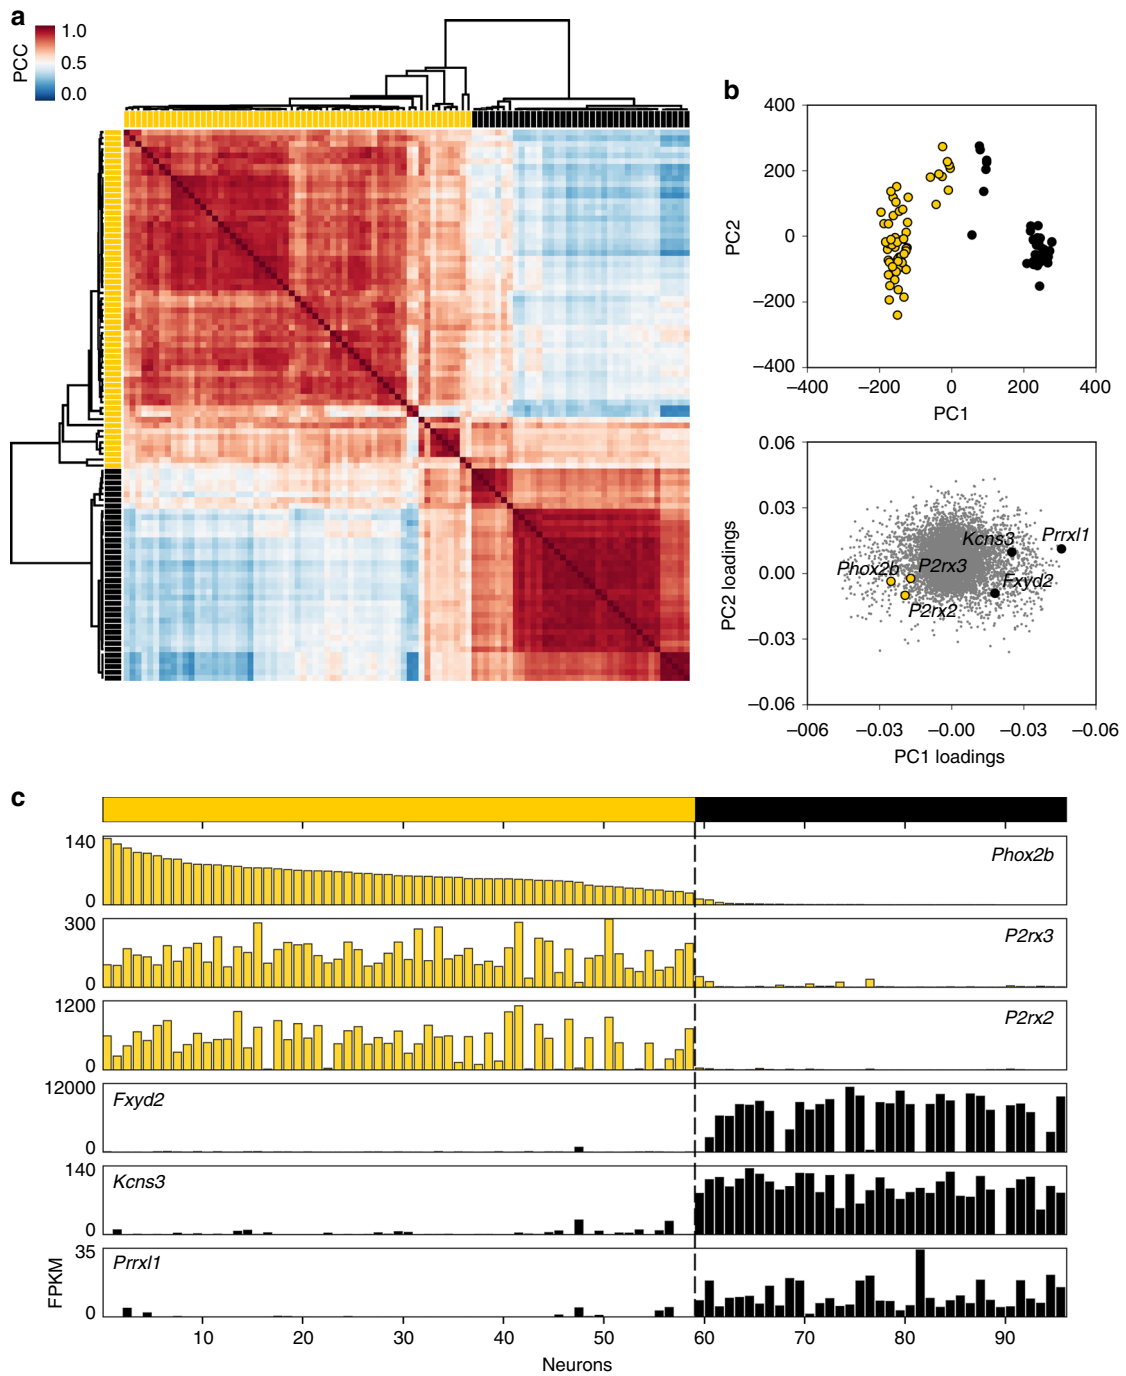 a
PCC
1.0
0.5
0.0
b
400
200
0
−200
−400
PC2
−400
−200
0
200
400
PC1
0.06
0.03
0.00
−0.03
−0.06
PC2 loadings
Kcns3
Prrxl1
Phox2b
P2rx3
Fxyd2
P2rx2
−006
−0.03
−0.00
−0.03
−0.06
PC1 loadings
c
140
0
Phox2b
300
0
P2rx3
1200
0
P2rx2
12000
0
Fxyd2
140
0
Kcns3
35
0
Prrxl1
FPKM
10
20
30
40
50
60
70
80
90
Neurons